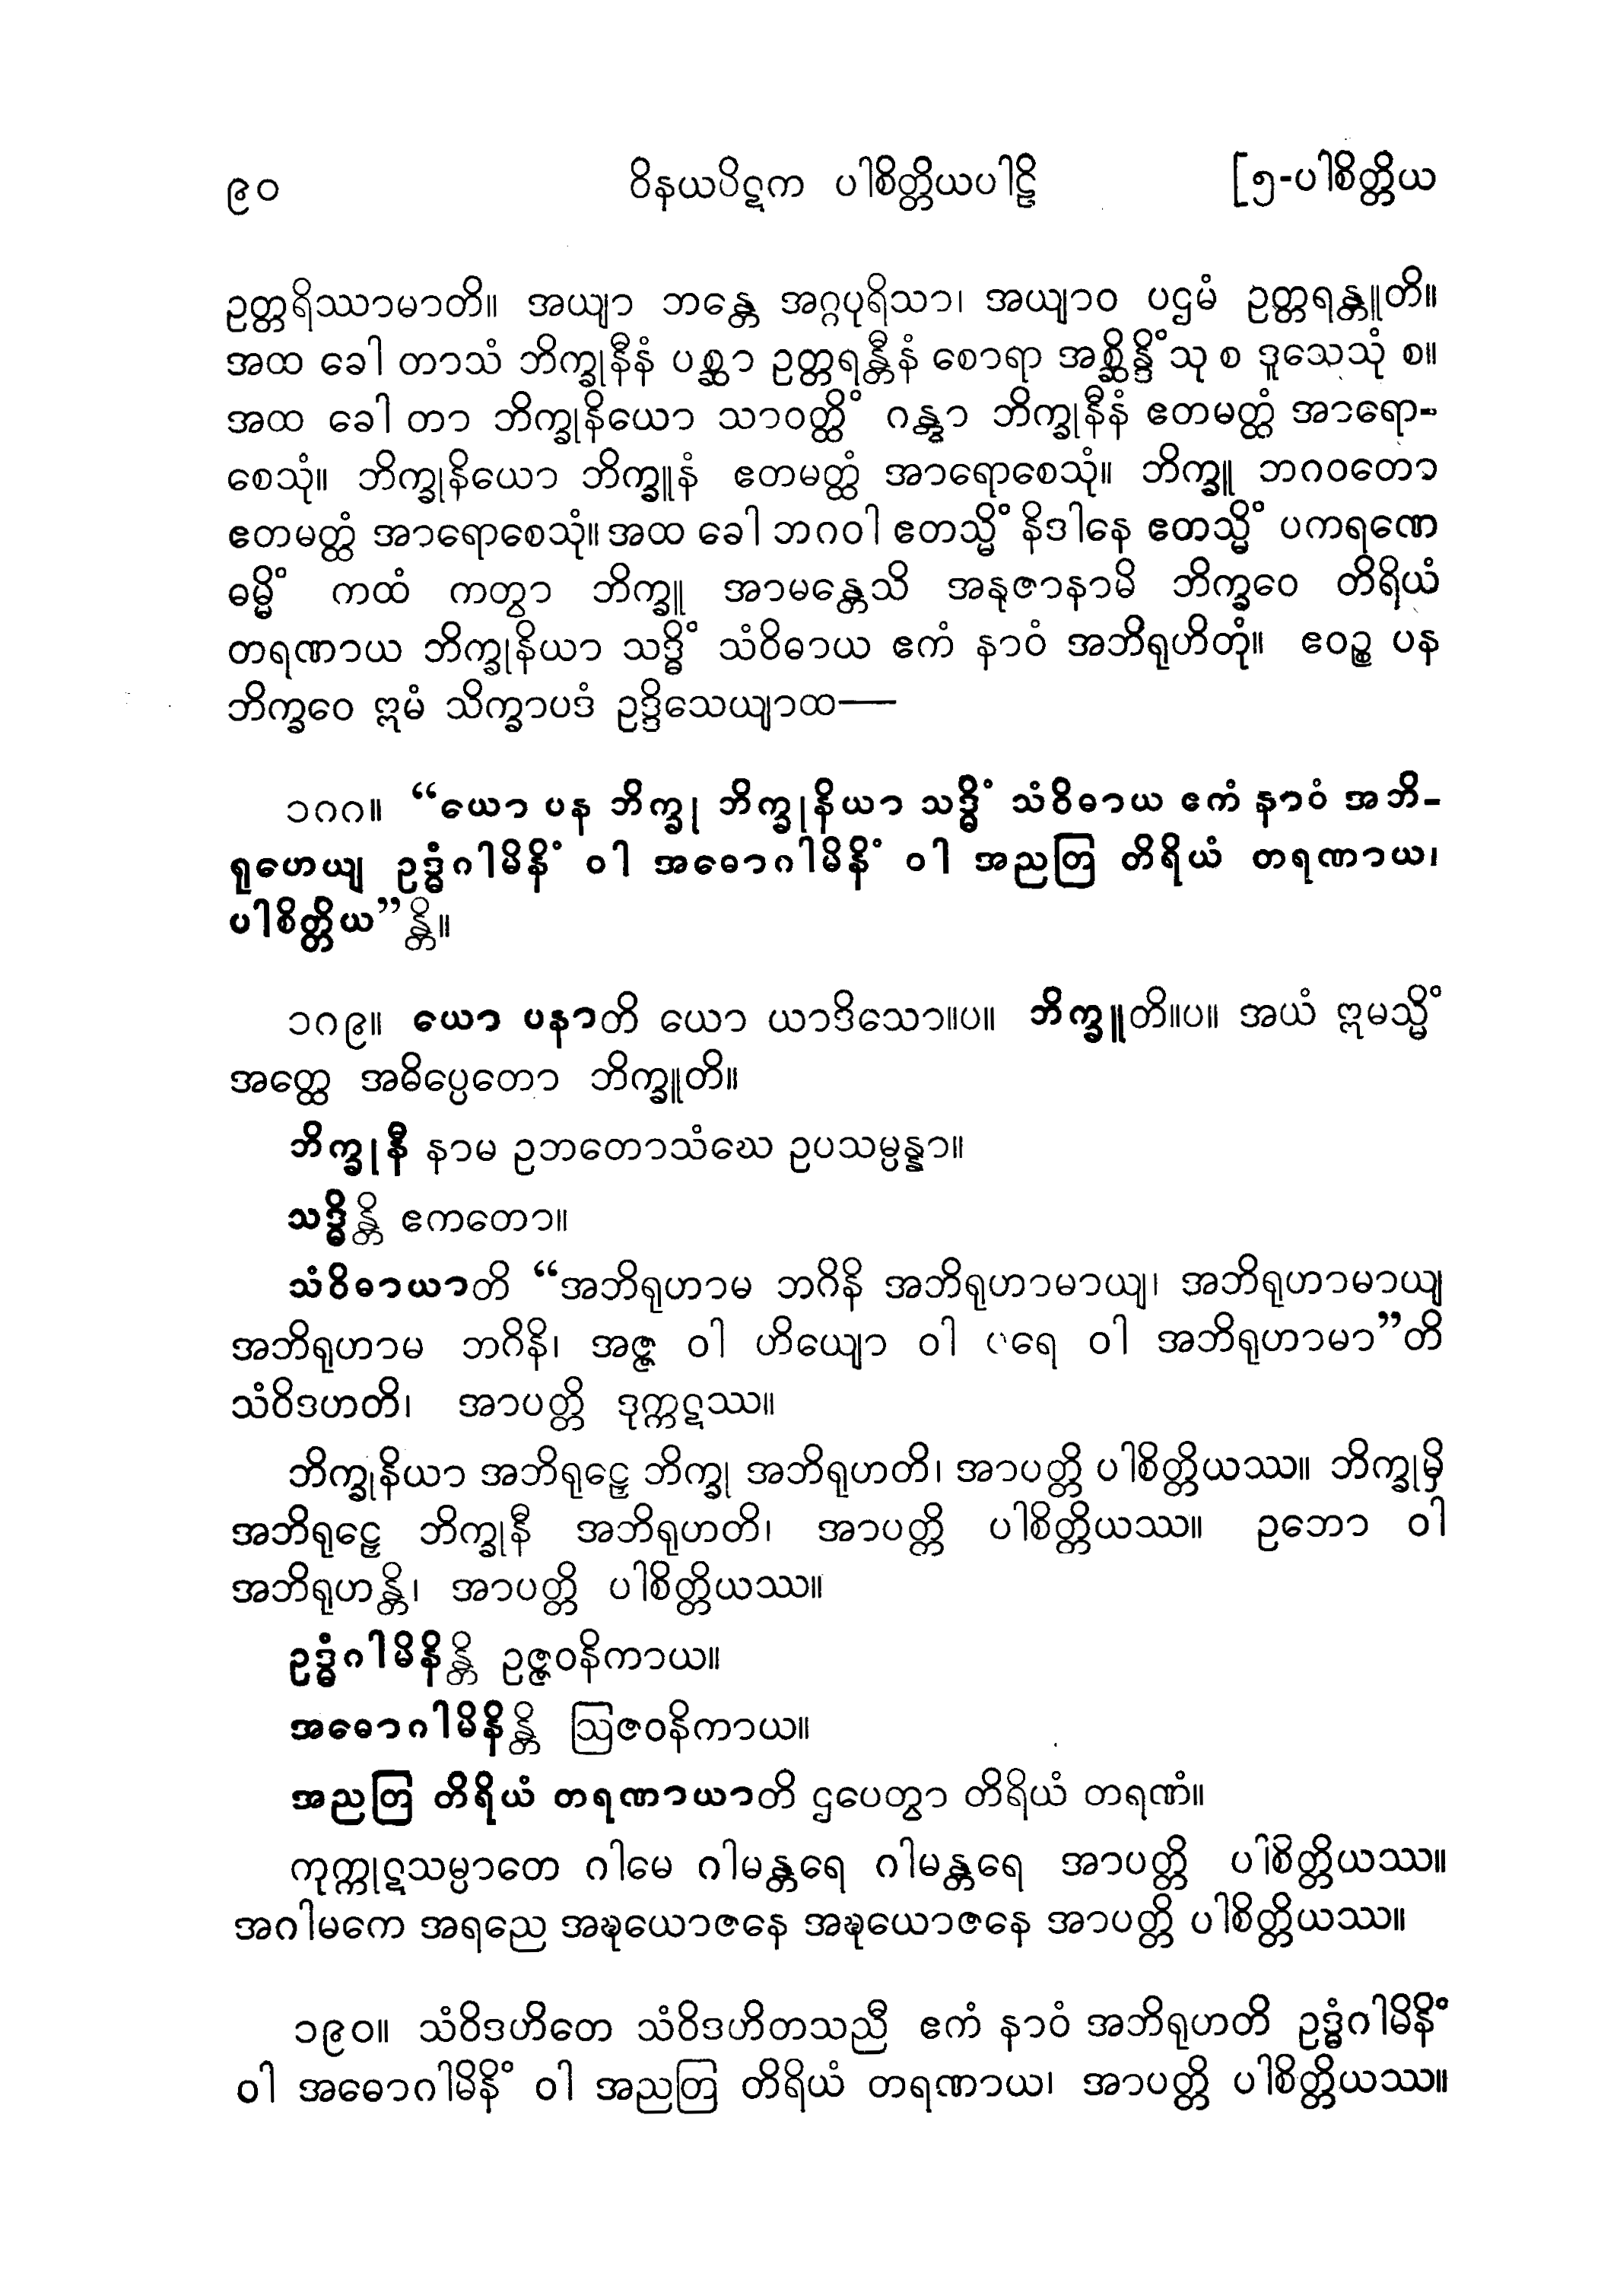 ၉၀ ဝိနယပိဋက ပါစိတ္တိယပါဠိ [၅-ပါစိတ္တိယ
ဥတ္တရိဿာမာတိ။ အယျာ ဘန္တေ အဂ္ဂပုရိသာ၊ အယျာဝ ပဌမံ ဥတ္တရန္တူတိ။
အထ ခေါ တာသံ ဘိက္ခုနီနံ ပစ္ဆာ ဥတ္တရန္တီနံ စောရာ အစ္ဆိန္ဒိံသု စ ဒူသေသုံ စ။
အထ ခေါ တာ ဘိက္ခုနိယော သာဝတ္ထိံ ဂန္တွာ ဘိက္ခုနီနံ ဧတမတ္ထံ အာရော-
စေသုံ။ ဘိက္ခုနိယော ဘိက္ခူနံ ဧတမတ္ထံ အာရောစေသုံ။ ဘိက္ခူ ဘဂဝတော
ဧတမတ္ထံ အာရောစေသုံ။ အထ ခေါ ဘဂဝါ ဧတသ္မိံ နိဒါနေ ဧတသ္မိံ ပကရဏေ
ဓမ္မိံ ကထံ ကတွာ ဘိက္ခူ အာမန္တေသိ အနုဇာနာမိ ဘိက္ခဝေ တိရိယံ
တရဏာယ ဘိက္ခုနိယာ သဒ္ဓိံ သံဝိဓာယ ဧကံ နာဝံ အဘိရုဟိတုံ။ ဧဝဉ္စ ပန
ဘိက္ခဝေ ဣမံ သိက္ခာပဒံ ဥဒ္ဒိသေယျာထ—
၁၈၈။ “ယော ပန ဘိက္ခု ဘိက္ခုနိယာ သဒ္ဓိံ သံဝိဓာယ ဧကံ နာဝံ အဘိ-
ရုဟေယျ ဥဒ္ဓံဂါမိနိံ ဝါ အဓောဂါမိနိံ ဝါ အညတြ တိရိယံ တရဏာယ၊
ပါစိတ္တိယ”န္တိ။
၁၈၉။ ယော ပနာတိ ယော ယာဒိသော။ပ။ ဘိက္ခူတိ။ပ။ အယံ ဣမသ္မိံ
အတ္ထေ အဓိပ္ပေတော ဘိက္ခူတိ။
ဘိက္ခုနီ နာမ ဥဘတောသံဃေ ဥပသမ္ပန္နာ။
သဒ္ဓိန္တိ ဧကတော။
သံဝိဓာယာတိ “အဘိရုဟာမ ဘဂိနိ အဘိရုဟာမာယျ၊ အဘိရုဟာမာယျ
အဘိရုဟာမ ဘဂိနိ၊ အဇ္ဇ ဝါ ဟိယျော ဝါ ပရေ ဝါ အဘိရုဟာမာ”တိ
သံဝိဒဟတိ၊ အာပတ္တိ ဒုက္ကဋဿ။
ဘိက္ခုနိယာ အဘိရုဠှေ ဘိက္ခု အဘိရုဟတိ၊ အာပတ္တိ ပါစိတ္တိယဿ။ ဘိက္ခုမှိ
အဘိရုဠှေ ဘိက္ခုနီ အဘိရုဟတိ၊ အာပတ္တိ ပါစိတ္တိယဿ။ ဥဘော ဝါ
အဘိရုဟန္တိ၊ အာပတ္တိ ပါစိတ္တိယဿ။
ဥဒ္ဓံဂါမိနိန္တိ ဥဇ္ဇဝနိကာယ။
အဓောဂါမိနိန္တိ ဩဇဝနိကာယ။
အညတြ တိရိယံ တရဏာယာတိ ဌပေတွာ တိရိယံ တရဏံ။
ကုက္ကုဋသမ္ပာတေ ဂါမေ ဂါမန္တရေ ဂါမန္တရေ အာပတ္တိ ပါစိတ္တိယဿ။
အဂါမကေ အရညေ အဍ္ဎယောဇနေ အဍ္ဎယောဇနေ အာပတ္တိ ပါစိတ္တိယဿ။
၁၉၀။ သံဝိဒဟိတေ သံဝိဒဟိတသညီ ဧကံ နာဝံ အဘိရုဟတိ ဥဒ္ဓံဂါမိနိံ
ဝါ အဓောဂါမိနိံ ဝါ အညတြ တိရိယံ တရဏာယ၊ အာပတ္တိ ပါစိတ္တိယဿ။